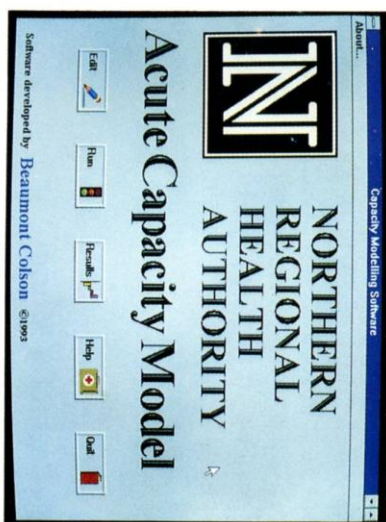 Capacity Modelling Software
About...
N
NORTHERN
REGIONAL
HEALTH
AUTHORITY
Acute Capacity Model
Edit
Run
Results
Help
Quit
Software developed by Beaumont Colson ©1993